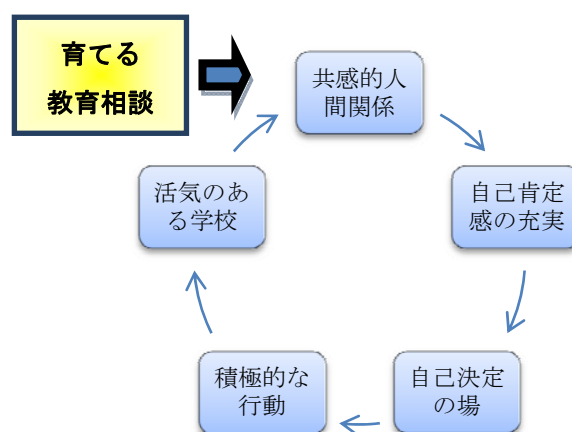 育てる
教育相談
共感的人
間関係
自己肯定
感の充実
自己決定
の場
積極的な
行動
活気のあ
る学校